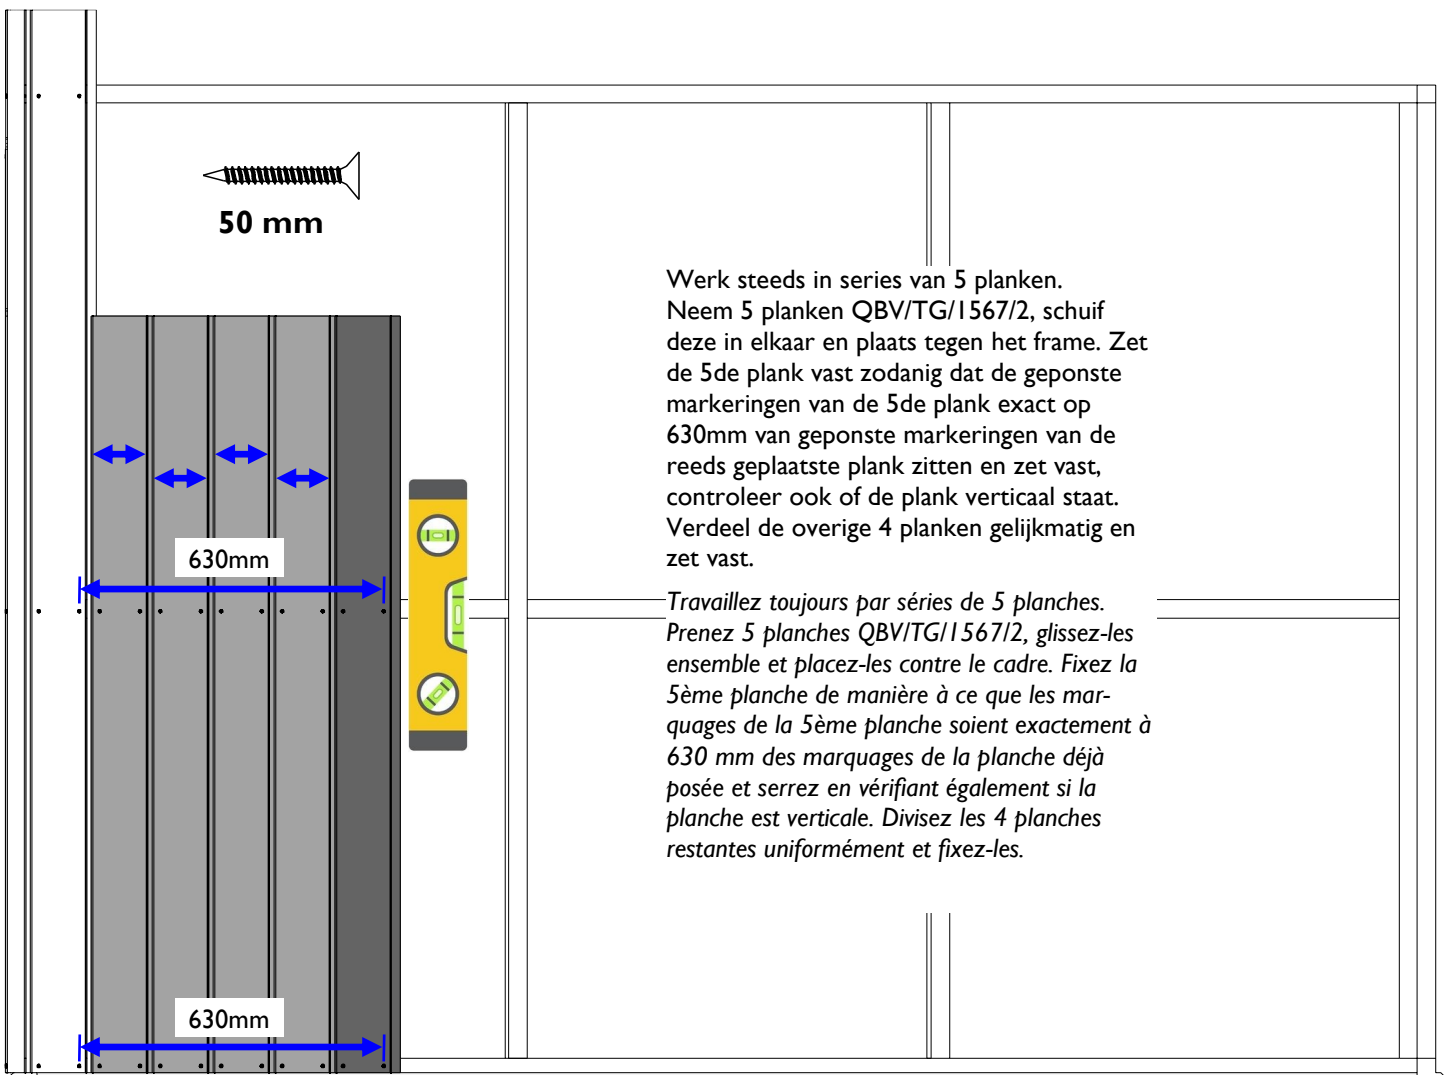 50 mm
Werk steeds in series van 5 planken.
Neem 5 planken QBV/TG/1567/2, schuif
deze in elkaar en plaats tegen het frame. Zet
de 5de plank vast zodanig dat de geponste
markeringen van de 5de plank exact op
630mm van geponste markeringen van de
reeds geplaatste plank zitten en zet vast,
controleer ook of de plank verticaal staat.
Verdeel de overige 4 planken gelijkmatig en
zet vast.
630mm
Travaillez toujours par séries de 5 planches.
Prenez 5 planches QBV/TG/1567/2, glissez-les
ensemble et placez-les contre le cadre. Fixez la
5ème planche de manière à ce que les mar-
quages de la 5ème planche soient exactement à
630 mm des marquages de la planche déjà
posée et serrez en vérifiant également si la
planche est verticale. Divisez les 4 planches
restantes uniformément et fixez-les.
630mm